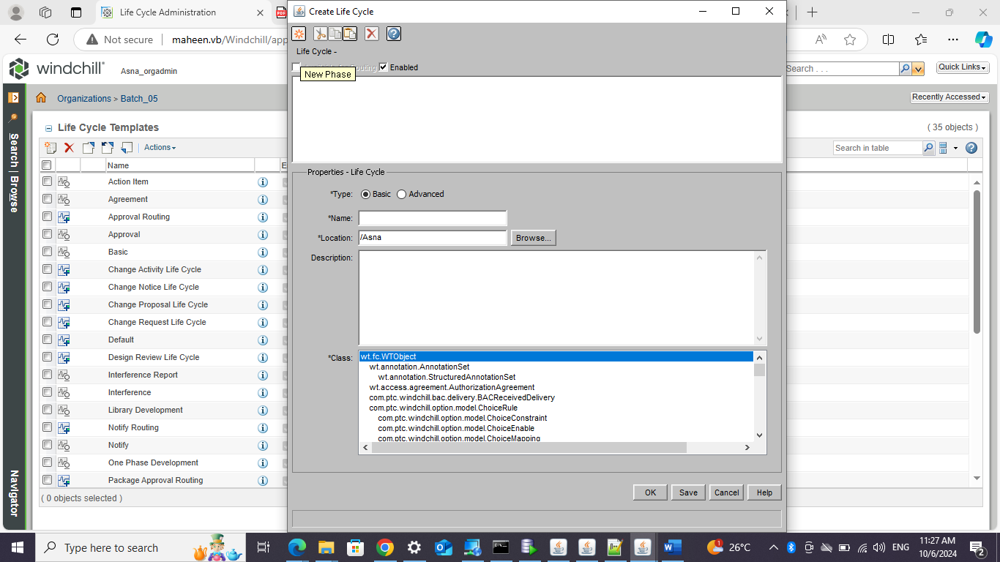 Life Cycle Administration
PDF
Create Life Cycle
Not secure
maheen.vb/Windchill/app
windchill
Asna_orgadmin
Search . . .
Quick Links
Organizations > Batch_05
Recently Accessed
Life Cycle -
Routing
Enabled
New Phase
Search | Browse
Navigator
Life Cycle Templates
( 35 objects )
Actions
Search in table
Name
E
Action Item
Agreement
Approval Routing
Approval
Basic
Change Activity Life Cycle
Change Notice Life Cycle
Change Proposal Life Cycle
Change Request Life Cycle
Default
Design Review Life Cycle
Interference Report
Interference
Library Development
Notify Routing
Notify
One Phase Development
Package Approval Routing
( 0 objects selected )
Properties - Life Cycle
*Type: Basic Advanced
*Name:
*Location: /Asna Browse...
Description:
*Class: wt.fc.WTObject
wt.annotation.AnnotationSet
wt.annotation.StructuredAnnotationSet
wt.access.agreement.AuthorizationAgreement
com.ptc.windchill.bac.delivery.BACReceivedDelivery
com.ptc.windchill.option.model.ChoiceRule
com.ptc.windchill.option.model.ChoiceConstraint
com.ptc.windchill.option.model.ChoiceEnable
com.ptc.windchill.option.model.ChoiceMapping
OK Save Cancel Help
Type here to search
26°C
ENG
11:27 AM
10/6/2024
2